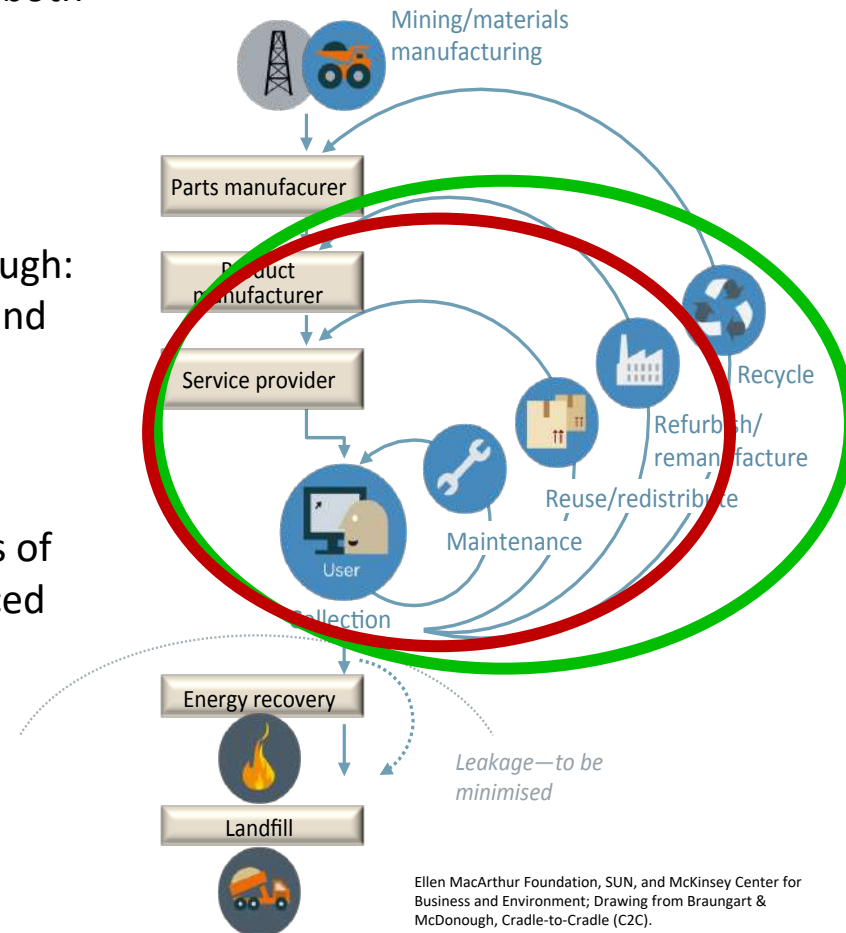 Mining/materials
manufacturing
Parts manufacurer
ough:
nd
Product
manufacturer
Service provider
Recycle
Refurbish/
remanufacture
Reuse/redistribute
Maintenance
User
s of
ced
Collection
Energy recovery
Leakage—to be
minimised
Landfill
Ellen MacArthur Foundation, SUN, and McKinsey Center for
Business and Environment; Drawing from Braungart &
McDonough, Cradle-to-Cradle (C2C).